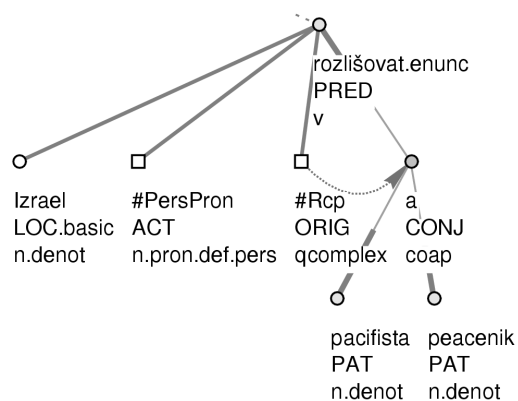 rozlišovat.enunc
PRED
v
Izrael
LOC.basic
n.denot
#PersPron
ACT
n.pron.def.pers
#Rcp
ORIG
qcomplex
a
CONJ
coap
pacifista
PAT
n.denot
peacenik
PAT
n.denot